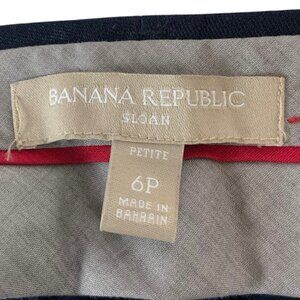 BANANA REPUBLIC
SLOAN
PETITE
6P
MADE IN
BAHRAIN